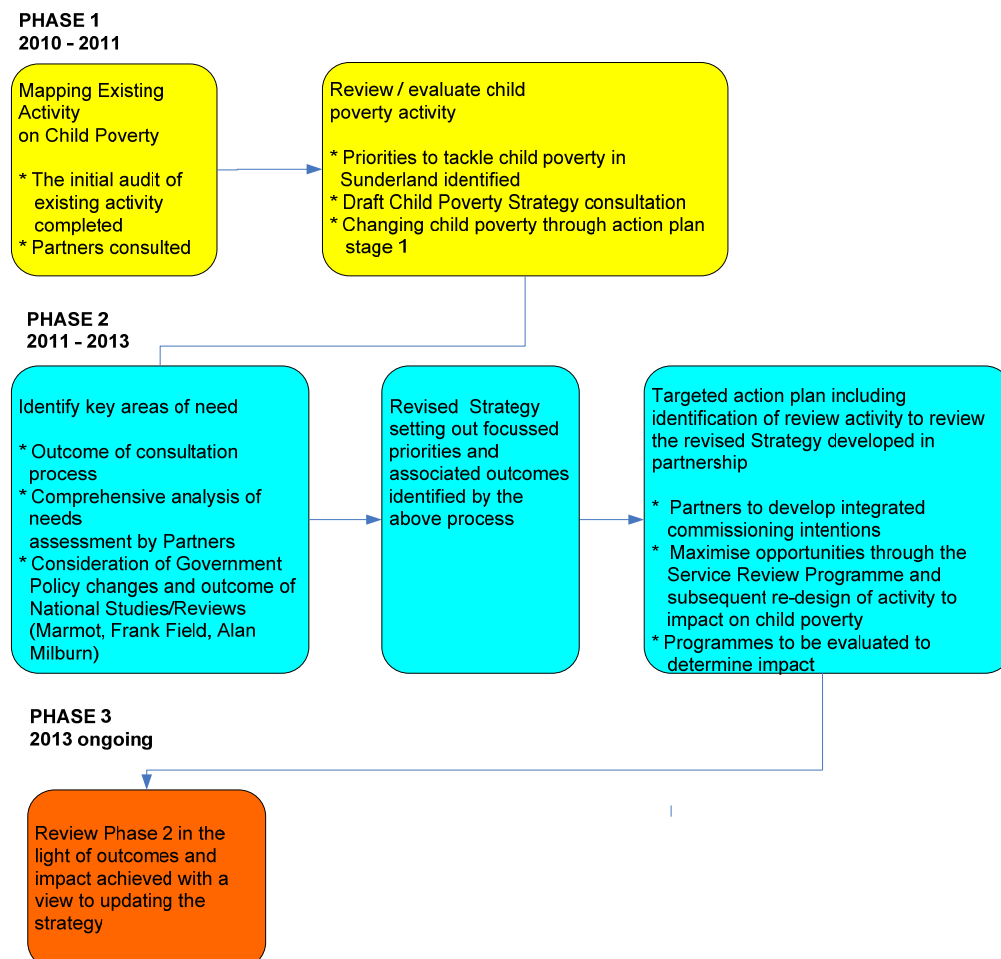 PHASE 1
2010 - 2011
Mapping Existing
Activity
on Child Poverty
* The initial audit of
existing activity
completed
* Partners consulted
Review / evaluate child
poverty activity
* Priorities to tackle child poverty in
Sunderland identified
* Draft Child Poverty Strategy consultation
* Changing child poverty through action plan
stage 1
PHASE 2
2011 - 2013
Identify key areas of need
* Outcome of consultation
process
* Comprehensive analysis of
needs
assessment by Partners
* Consideration of Government
Policy changes and outcome of
National Studies/Reviews
(Marmot, Frank Field, Alan
Milburn)
Revised Strategy
setting out focussed
priorities and
associated outcomes
identified by the
above process
Targeted action plan including
identification of review activity to review
the revised Strategy developed in
partnership
* Partners to develop integrated
commissioning intentions
* Maximise opportunities through the
Service Review Programme and
subsequent re-design of activity to
impact on child poverty
* Programmes to be evaluated to
determine impact
PHASE 3
2013 ongoing
Review Phase 2 in the
light of outcomes and
impact achieved with a
view to updating the
strategy